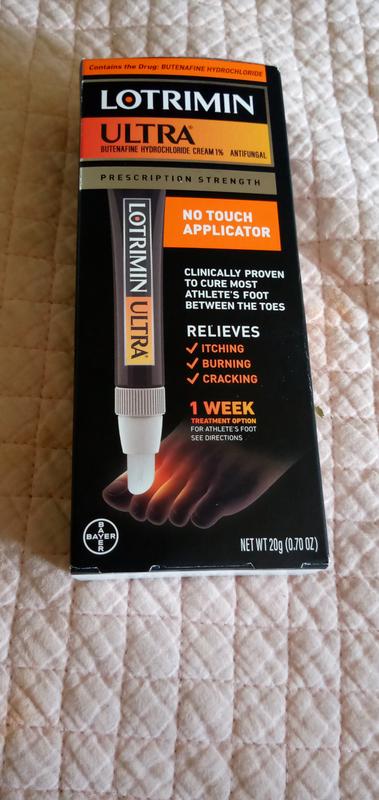 Contains the Drug: BUTENAFINE HYDROCHLORIDE
LOTRIMIN
ULTRA®
BUTENAFINE HYDROCHLORIDE CREAM 1% ANTIFUNGAL
PRESCRIPTION STRENGTH
LOTRIMIN ULTRA®
NO TOUCH
APPLICATOR
CLINICALLY PROVEN
TO CURE MOST
ATHLETE'S FOOT
BETWEEN THE TOES
RELIEVES
ITCHING
BURNING
CRACKING
1 WEEK
TREATMENT OPTION
FOR ATHLETE'S FOOT
SEE DIRECTIONS
BAYER
BAYER
NET WT 20g (0.70 OZ)